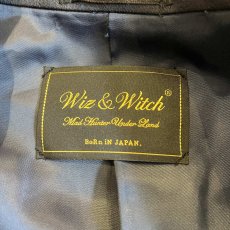 Wiz & Witch®
Mad Hunter Under Land
BoRn iN JAPAN.